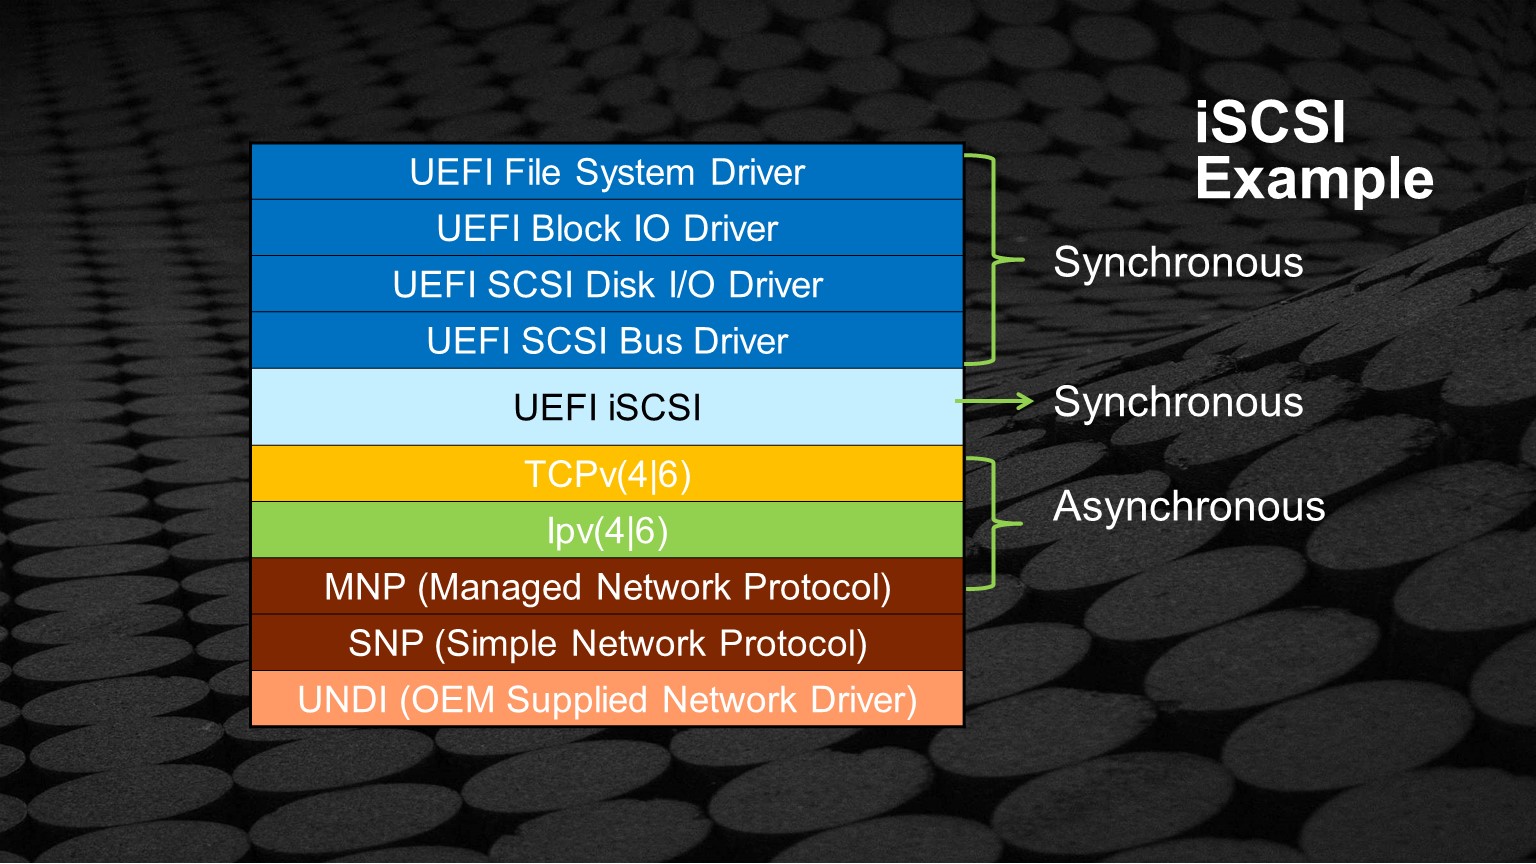 iSCSI
Example
UEFI File System Driver
UEFI Block IO Driver
UEFI SCSI Disk I/O Driver
UEFI SCSI Bus Driver
UEFI iSCSI
TCPv(4|6)
Ipv(4|6)
MNP (Managed Network Protocol)
SNP (Simple Network Protocol)
UNDI (OEM Supplied Network Driver)
Synchronous
Synchronous
Asynchronous